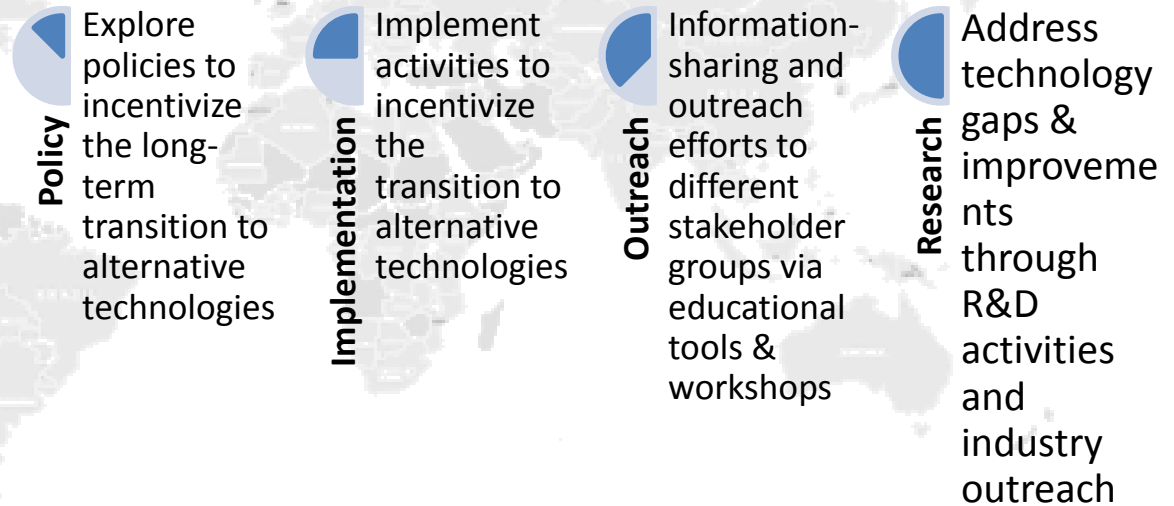 Policy
Explore
policies to
incentivize
the long-
term
transition to
alternative
technologies
Implementation
Implement
activities to
incentivize
the
transition to
alternative
technologies
Outreach
Information-
sharing and
outreach
efforts to
different
stakeholder
groups via
educational
tools &
workshops
Research
Address
technology
gaps &
improveme
nts
through
R&D
activities
and
industry
outreach